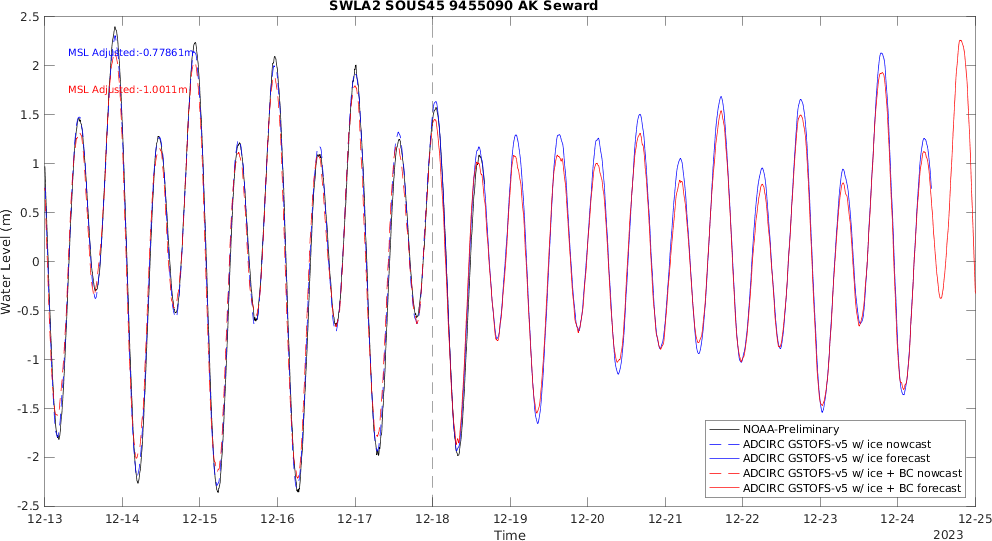 SWLA2 SOUS45 9455090 AK Seward
MSL Adjusted:-0.77861m
MSL Adjusted:-1.0011m
Water Level (m)
2.5
2
1.5
1
0.5
0
-0.5
-1
-1.5
-2
-2.5
NOAA-Preliminary
ADCIRC GSTOFS-v5 w/ ice nowcast
ADCIRC GSTOFS-v5 w/ ice forecast
ADCIRC GSTOFS-v5 w/ ice + BC nowcast
ADCIRC GSTOFS-v5 w/ ice + BC forecast
12-13 12-14 12-15 12-16 12-17 12-18 12-19 12-20 12-21 12-22 12-23 12-24 12-25
Time
2023